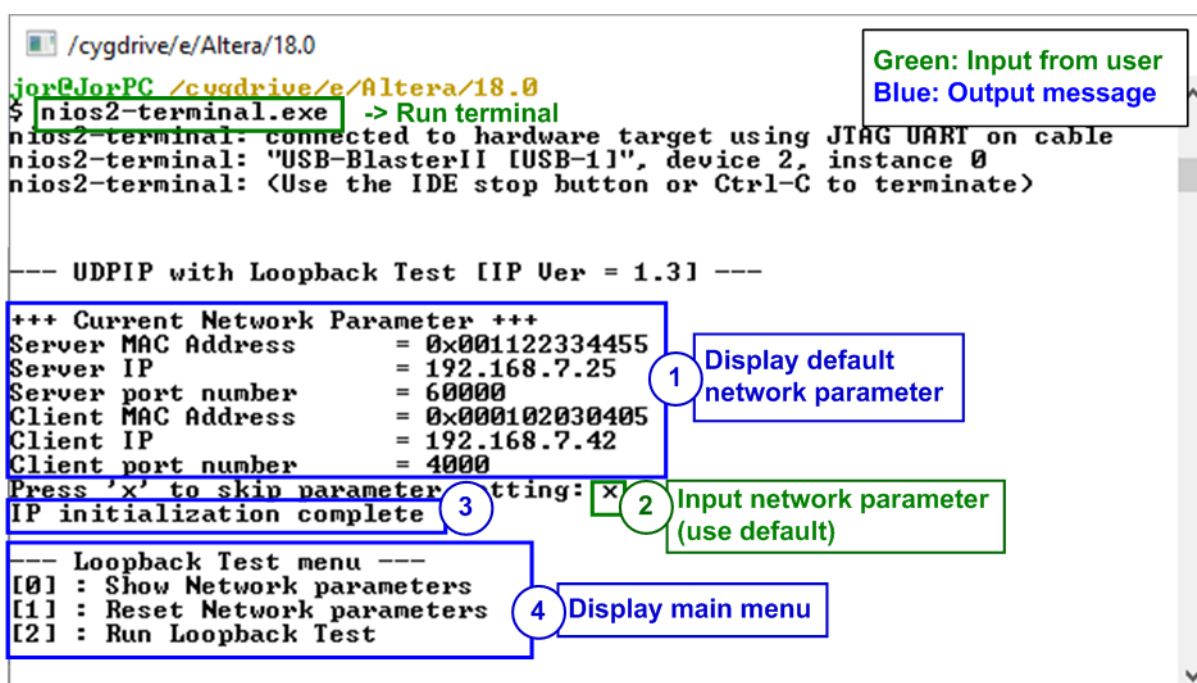 /cygdrive/e/Altera/18.0
Green: Input from user
Blue: Output message
jor@JorPC /cygdrive/e/Altera/18.0
$ nios2-terminal.exe -> Run terminal
nios2-terminal: connected to hardware target using JTAG UART on cable
nios2-terminal: "USB-BlasterII [USB-1]", device 2, instance 0
nios2-terminal: (Use the IDE stop button or Ctrl-C to terminate)
--- UDPIP with Loopback Test [IP Ver = 1.3] ---
+++ Current Network Parameter +++
Server MAC Address = 0x001122334455
Server IP = 192.168.7.25
Server port number = 60000
Client MAC Address = 0x000102030405
Client IP = 192.168.7.42
Client port number = 4000
1 Display default
network parameter
Press 'x' to skip parameter tting: x
IP initialization complete
3
2 Input network parameter
(use default)
--- Loopback Test menu ---
[0] : Show Network parameters
[1] : Reset Network parameters
[2] : Run Loopback Test
4 Display main menu